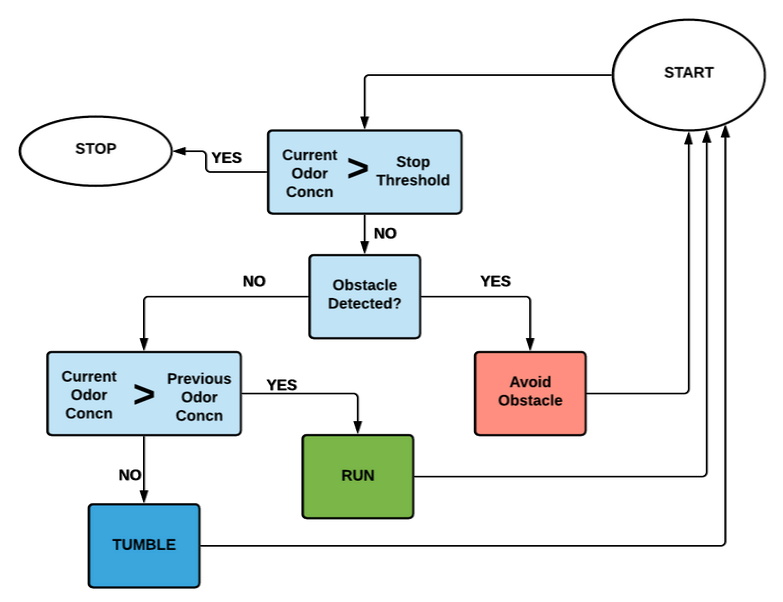 START
STOP
YES
Current
Odor
Concn
>
Stop
Threshold
NO
Obstacle
Detected?
NO
YES
Current
Odor
Concn
>
Previous
Odor
Concn
YES
Avoid
Obstacle
RUN
NO
TUMBLE